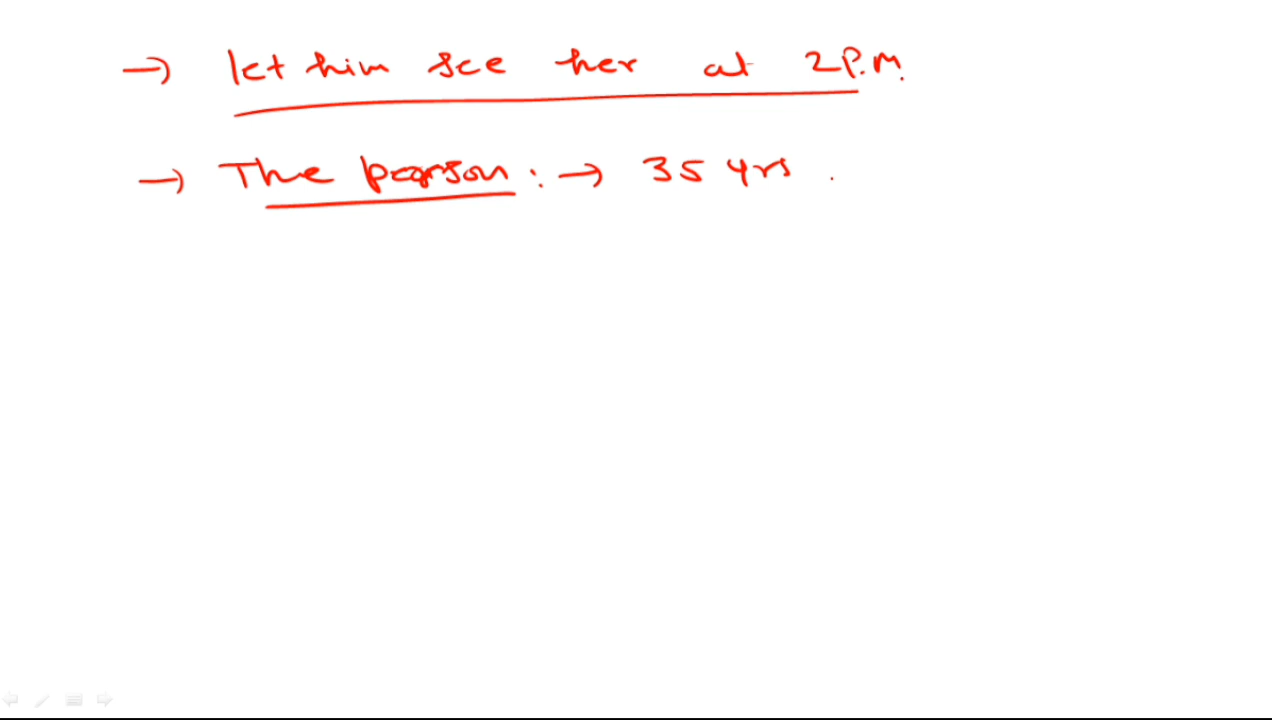 → let him see her at 2 P.M.
→ The person : → 35 yrs .